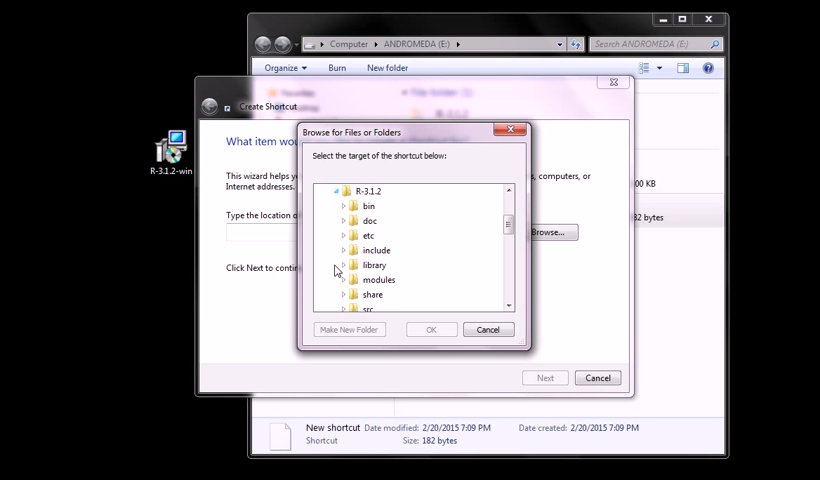 Computer ANDROMEDA (E:)
Search ANDROMEDA (E:)
Organize Burn New folder
Create Shortcut
R-3.1.2
What item wou
This wizard helps y
s, computers, or
Internet addresses.
Type the location o
Browse...
Click Next to contin
Next
Cancel
Browse for Files or Folders
Select the target of the shortcut below:
R-3.1.2
bin
doc
etc
include
library
modules
share
src
Make New Folder
OK
Cancel
00 KB
32 bytes
R-3.1.2-win
New shortcut Date modified: 2/20/2015 7:09 PM Date created: 2/20/2015 7:09 PM
Shortcut Size: 182 bytes